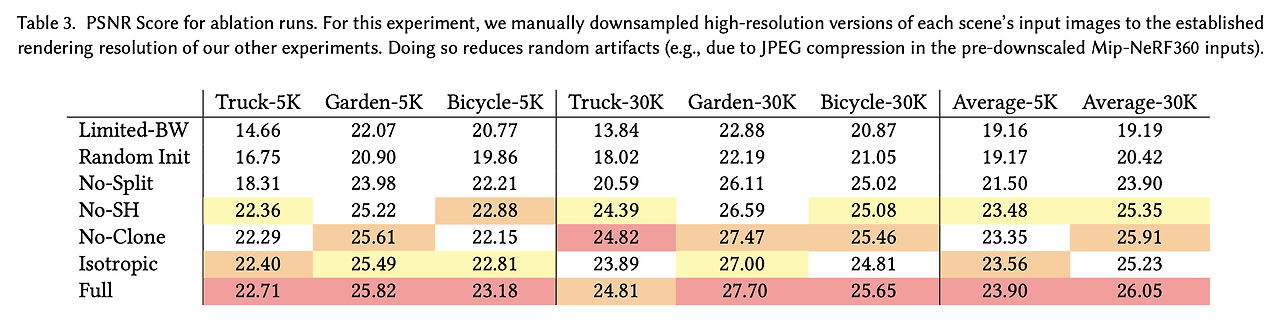 Table 3. PSNR Score for ablation runs. For this experiment, we manually downsampled high-resolution versions of each scene's input images to the established
rendering resolution of our other experiments. Doing so reduces random artifacts (e.g., due to JPEG compression in the pre-downscaled Mip-NeRF360 inputs).
Truck-5K Garden-5K Bicycle-5K Truck-30K Garden-30K Bicycle-30K Average-5K Average-30K
Limited-BW 14.66 22.07 20.77 13.84 22.88 20.87 19.16 19.19
Random Init 16.75 20.90 19.86 18.02 22.19 21.05 19.17 20.42
No-Split 18.31 23.98 22.21 20.59 26.11 25.02 21.50 23.90
No-SH 22.36 25.22 22.88 24.39 26.59 25.08 23.48 25.35
No-Clone 22.29 25.61 22.15 24.82 27.47 25.46 23.35 25.91
Isotropic 22.40 25.49 22.81 23.89 27.00 24.81 23.56 25.23
Full 22.71 25.82 23.18 24.81 27.70 25.65 23.90 26.05